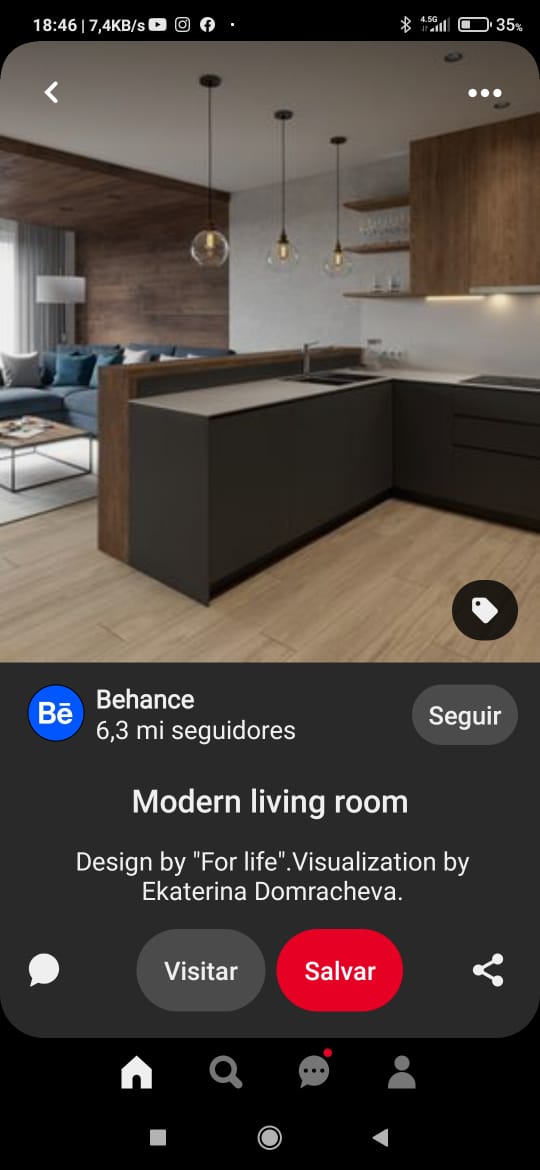 18:46 | 7,4KB/s
4.5G
35%
Bē Behance
6,3 mi seguidores
Seguir
Modern living room
Design by "For life".Visualization by
Ekaterina Domracheva.
Visitar
Salvar